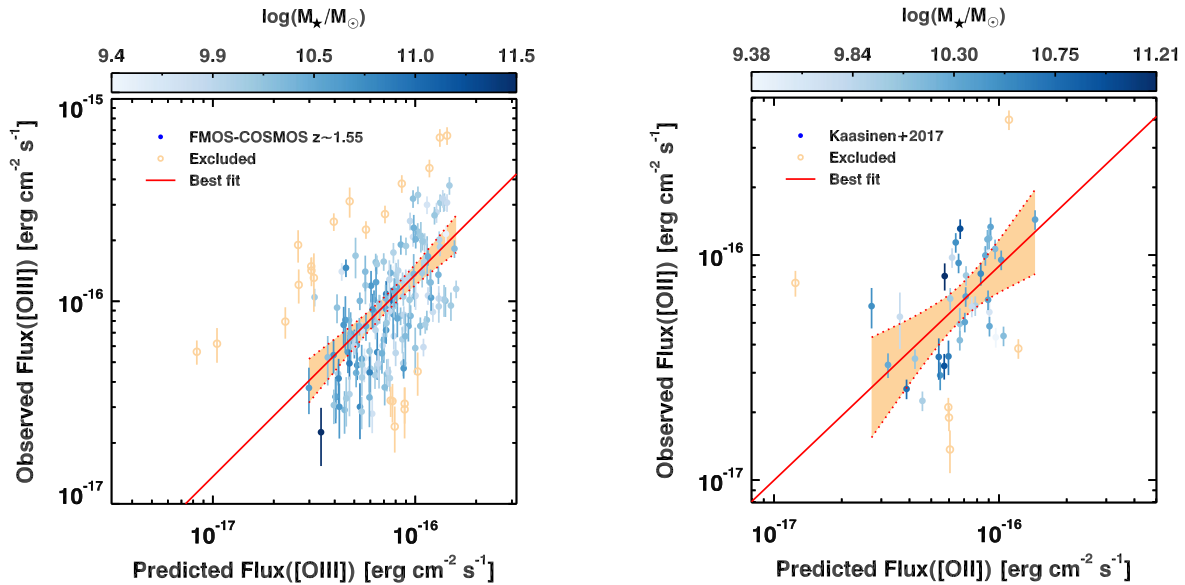 log(M★/M☉)
9.4 9.9 10.5 11.0 11.5
10⁻¹⁵
FMOS-COSMOS z~1.55
Excluded
Best fit
10⁻¹⁶
10⁻¹⁷
Observed Flux([OIII]) [erg cm⁻² s⁻¹]
10⁻¹⁷ 10⁻¹⁶
Predicted Flux([OIII]) [erg cm⁻² s⁻¹]
log(M★/M☉)
9.38 9.84 10.30 10.75 11.21
Kaasinen+2017
Excluded
Best fit
10⁻¹⁶
10⁻¹⁷
Observed Flux([OII]) [erg cm⁻² s⁻¹]
10⁻¹⁷ 10⁻¹⁶
Predicted Flux([OII]) [erg cm⁻² s⁻¹]